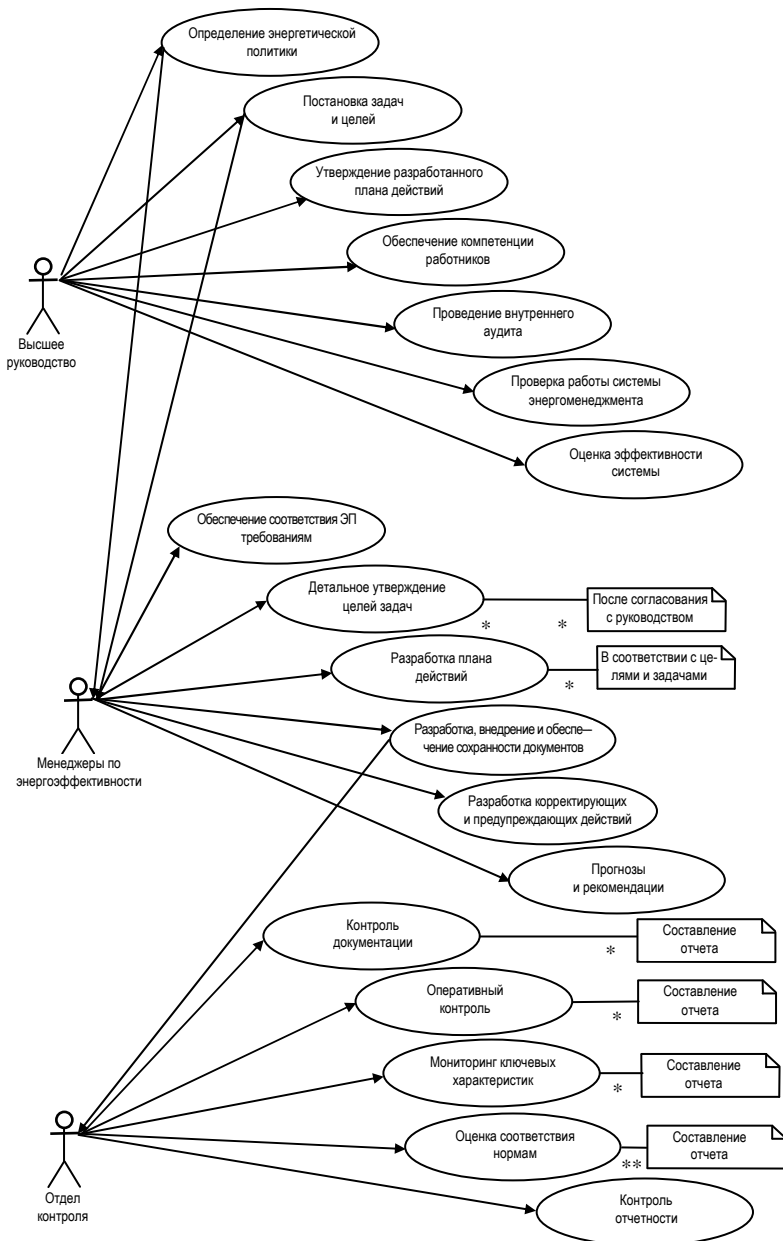 Определение энергетической
политики
Постановка задач
и целей
Утверждение разработанного
плана действий
Обеспечение компетенции
работников
Проведение внутреннего
аудита
Проверка работы системы
энергоменеджмента
Оценка эффективности
системы
Высшее
руководство
Обеспечение соответствия ЭП
требованиям
Детальное утверждение
целей задач
*
*
После согласования
с руководством
Разработка плана
действий
*
В соответствии с це-
лями и задачами
Разработка, внедрение и обеспе—
чение сохранности документов
Менеджеры по
энергоэффективности
Разработка корректирующих
и предупреждающих действий
Прогнозы
и рекомендации
Контроль
документации
*
Составление
отчета
Оперативный
контроль
*
Составление
отчета
Мониторинг ключевых
характеристик
*
Составление
отчета
Оценка соответствия
нормам
**
Составление
отчета
Отдел
контроля
Контроль
отчетности